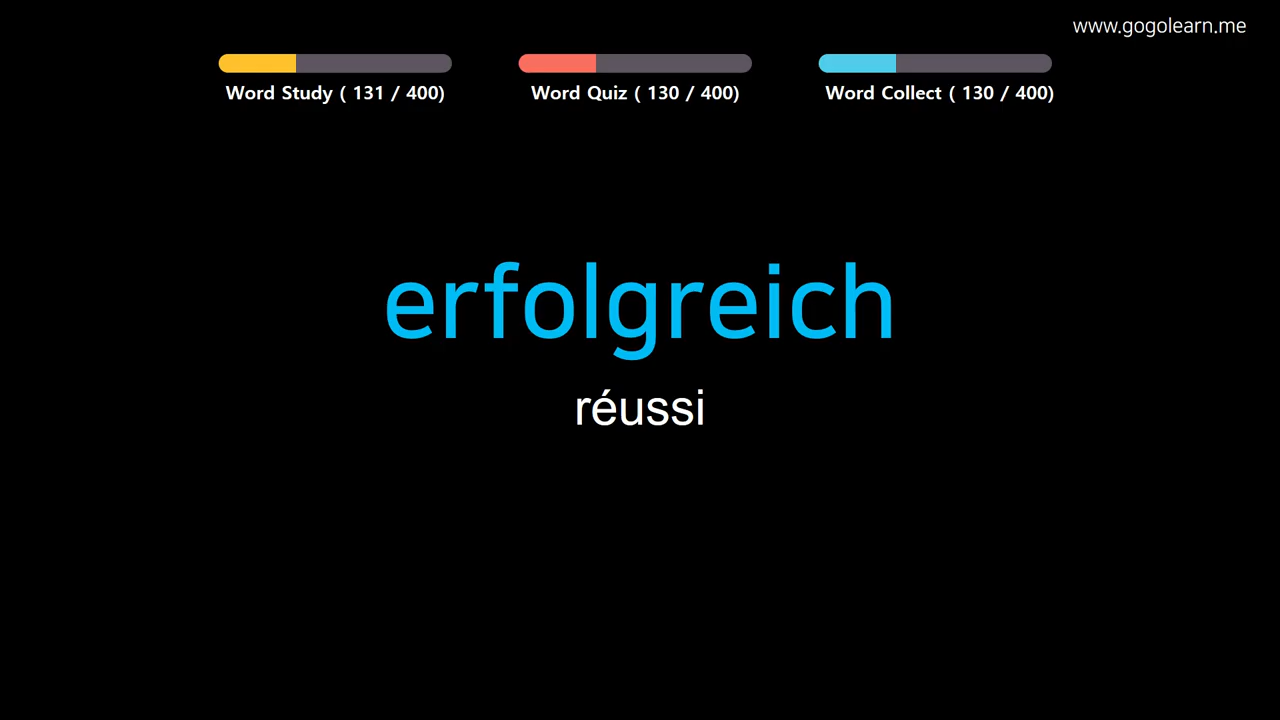 www.gogolearn.me
Word Study ( 131 / 400)
Word Quiz ( 130 / 400)
Word Collect ( 130 / 400)
erfolgreich
réussi